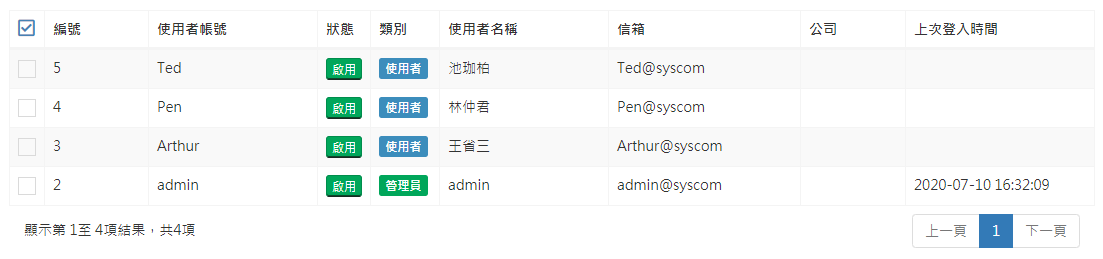 編號 使用者帳號 狀態 類別 使用者名稱 信箱 公司 上次登入時間
5 Ted 啟用 使用者 池珈柏 Ted@syscom
4 Pen 啟用 使用者 林仲君 Pen@syscom
3 Arthur 啟用 使用者 王省三 Arthur@syscom
2 admin 啟用 管理員 admin admin@syscom 2020-07-10 16:32:09
顯示第 1至 4項結果，共4項 上一頁 1 下一頁